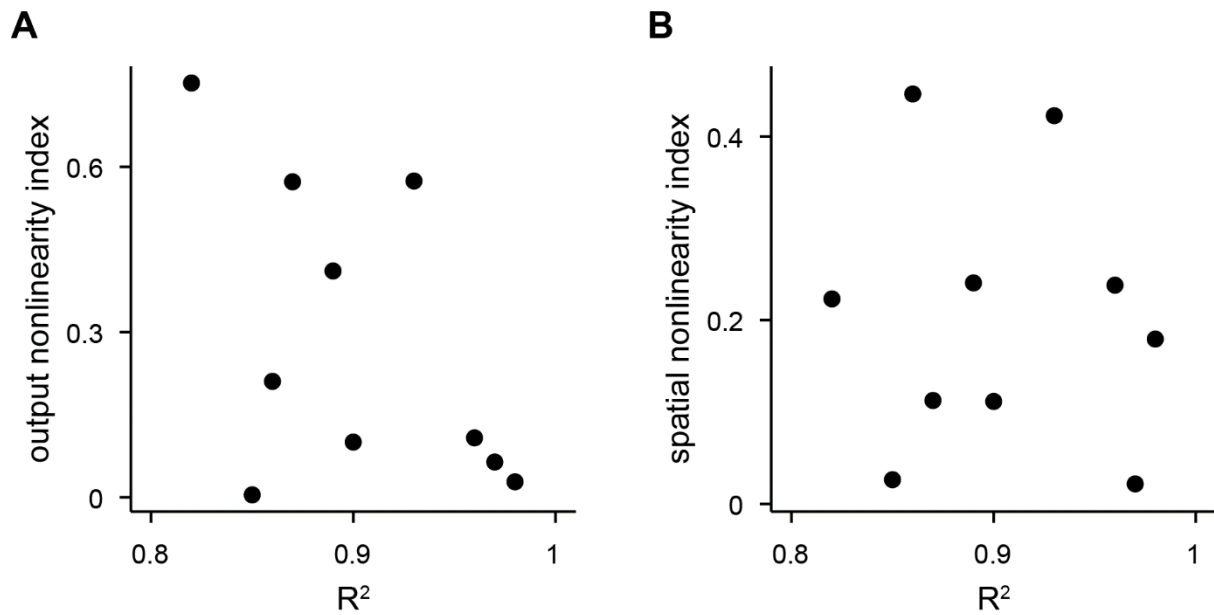 A
output nonlinearity index
0.6
0.3
0
0.8
0.9
1
R²
B
spatial nonlinearity index
0.4
0.2
0
0.8
0.9
1
R²